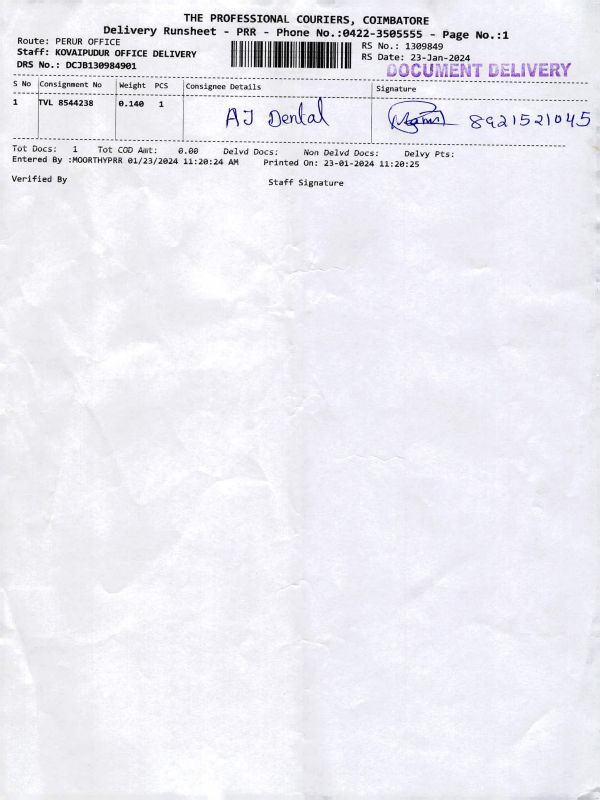 THE PROFESSIONAL COURIERS, COIMBATORE
Delivery Runsheet - PRR - Phone No.:0422-3505555 - Page No.:1
Route: PERUR OFFICE
RS No.: 1309849
Staff: KOVAIPUDUR OFFICE DELIVERY
RS Date: 23-Jan-2024
DRS No.: DCJB130984901
DOCUMENT DELIVERY
S No Consignment No Weight PCS Consignee Details Signature
1 TVL 8544238 0.140 1 AJ Dental 8921521045
Tot Docs: 1 Tot COD Amt: 0.00 Delvd Docs: Non Delvd Docs: Delvy Pts:
Entered By :MOORTHYPRR 01/23/2024 11:20:24 AM Printed On: 23-01-2024 11:20:25
Verified By Staff Signature